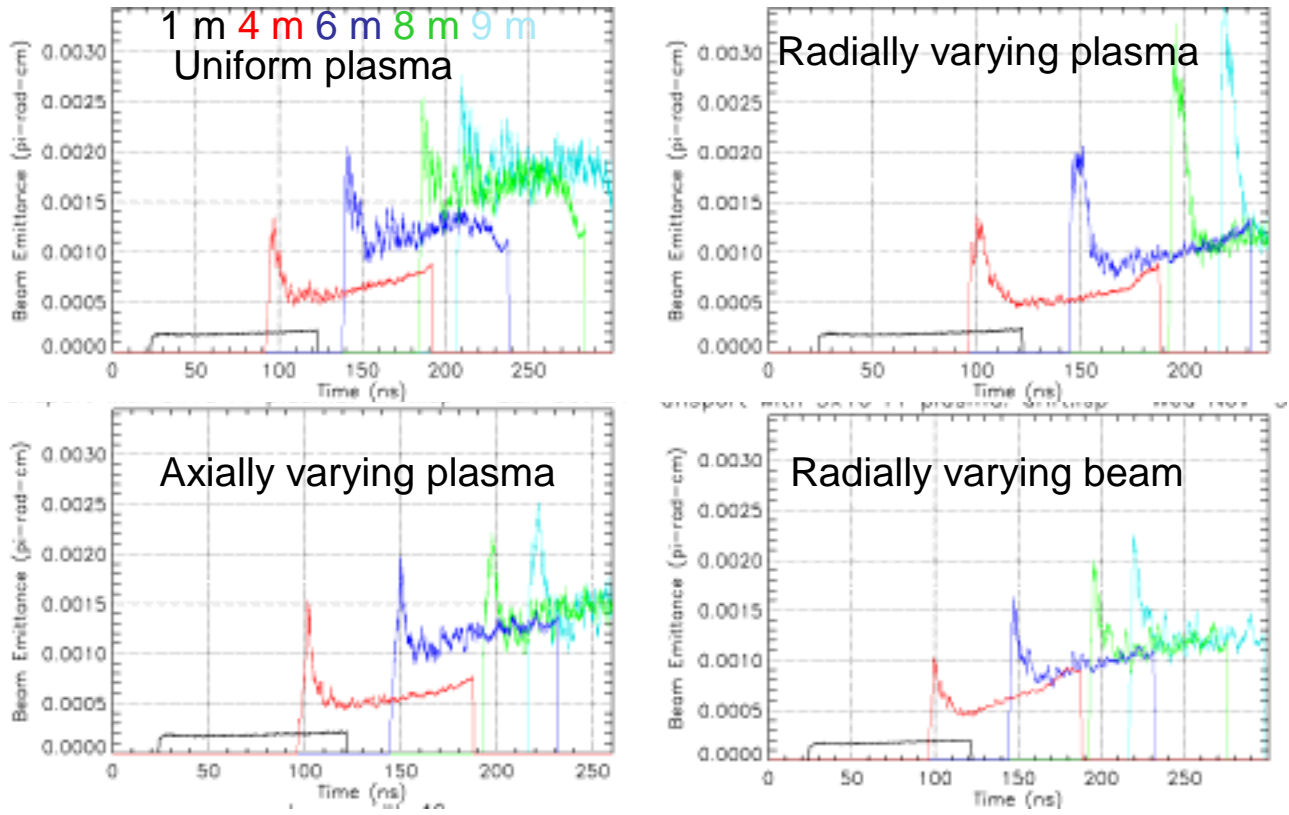 1 m 4 m 6 m 8 m 9 m
Uniform plasma
Beam Emittance (pi-rad-cm)
0.0030
0.0025
0.0020
0.0015
0.0010
0.0005
0.0000
0 50 100 150 200 250
Time (ns)
Radially varying plasma
Beam Emittance (pi-rad-cm)
0.0030
0.0025
0.0020
0.0015
0.0010
0.0005
0.0000
0 50 100 150 200
Time (ns)
Axially varying plasma
Beam Emittance (pi-rad-cm)
0.0030
0.0025
0.0020
0.0015
0.0010
0.0005
0.0000
0 50 100 150 200 250
Time (ns)
Radially varying beam
Beam Emittance (pi-rad-cm)
0.0030
0.0025
0.0020
0.0015
0.0010
0.0005
0.0000
0 50 100 150 200 250
Time (ns)